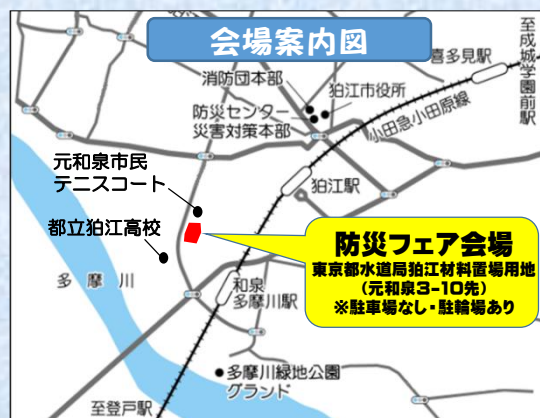 会場案内図
至成城学園前駅
喜多見駅
消防団本部
狛江市役所
防災センター
災害対策本部
小田急小田原線
元和泉市民
テニスコート
狛江駅
都立狛江高校
防災フェア会場
東京都水道局狛江材料置場用地
(元和泉3-10先)
※駐車場なし・駐輪場あり
多摩川
和泉
多摩川駅
多摩川緑地公園
グランド
至登戸駅